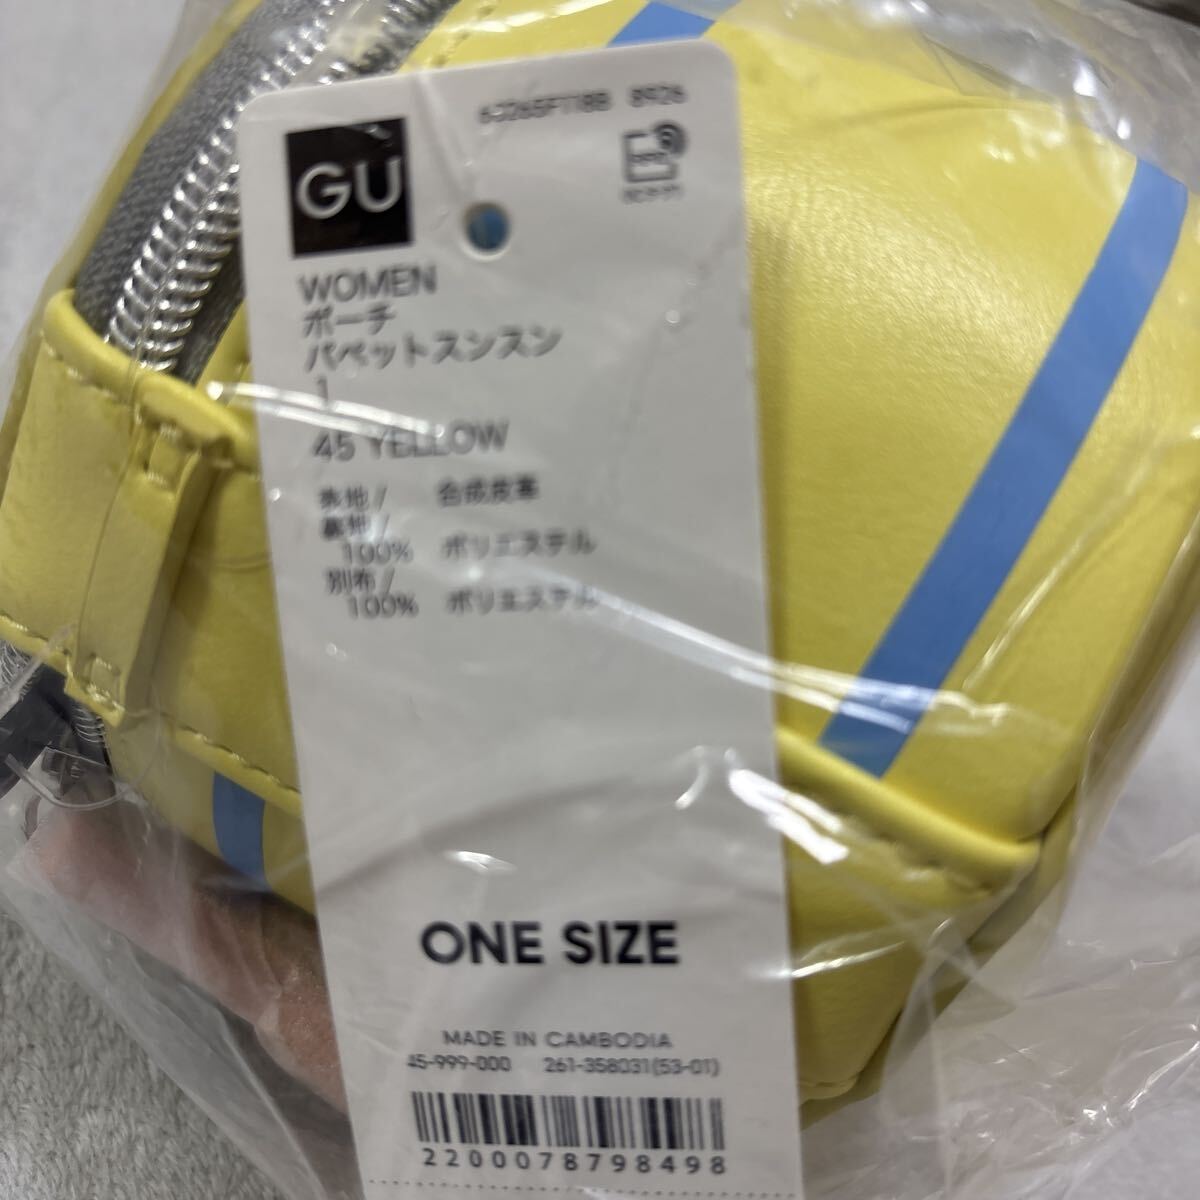 8926
GU
WOMEN
ポーチ
パペットスンスン
1
45 YELLOW
表地/ 合成皮革
裏地/
100% ポリエステル
別布/
100% ポリエステル
ONE SIZE
MADE IN CAMBODIA
45-999-000 261-358031(53-01)
2200078798498